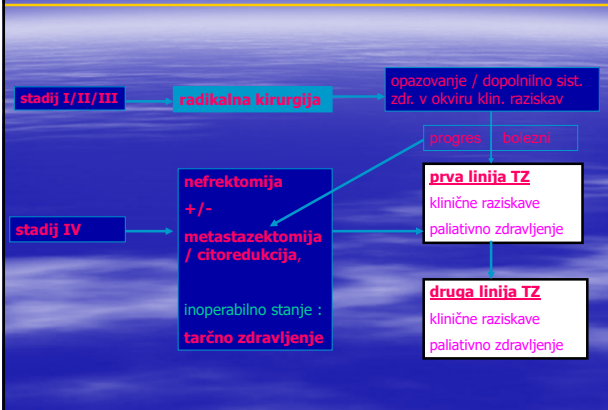 stadij I/II/III
radikalna kirurgija
opazovanje / dopolnilno sist.
zdr. v okviru klin. raziskav
progres bolezni
nefrektomija
+/-
metastazektomija
/ citoredukcija,
inoperabilno stanje :
tarčno zdravljenje
stadij IV
prva linija TZ
klinične raziskave
paliativno zdravljenje
druga linija TZ
klinične raziskave
paliativno zdravljenje